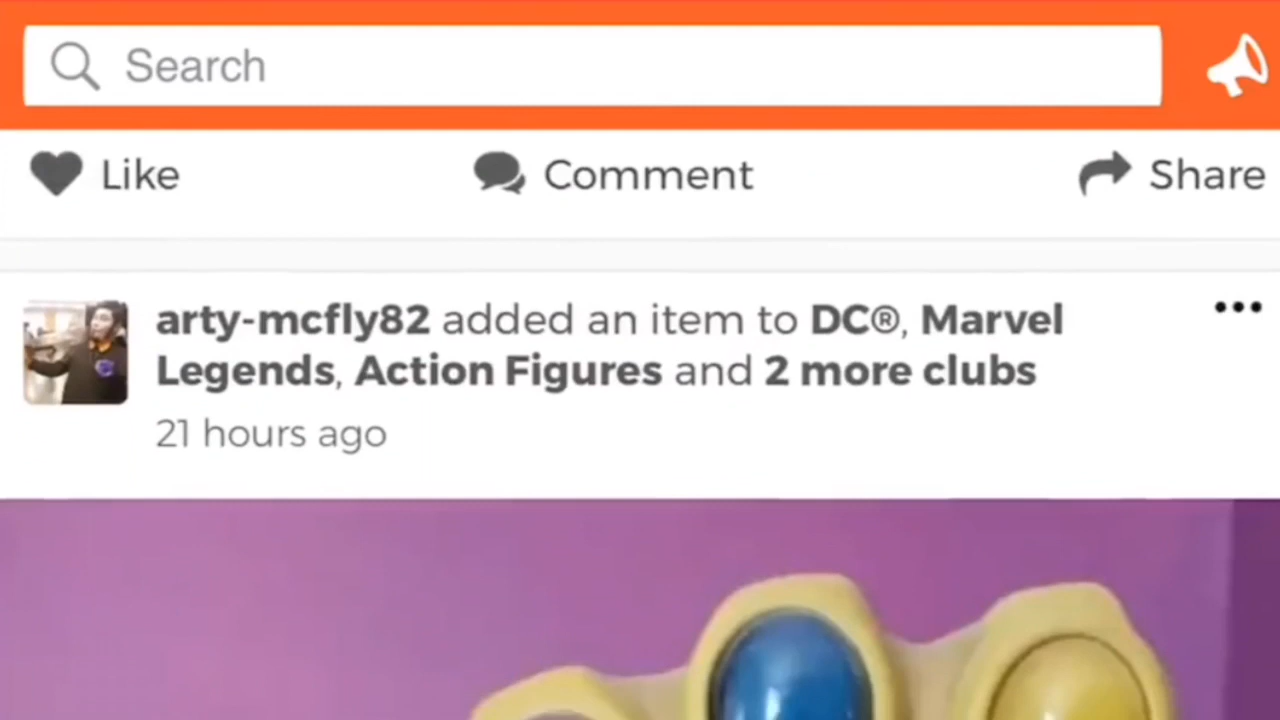 Search
Like Comment Share
arty-mcfly82 added an item to DC®, Marvel
Legends, Action Figures and 2 more clubs
21 hours ago